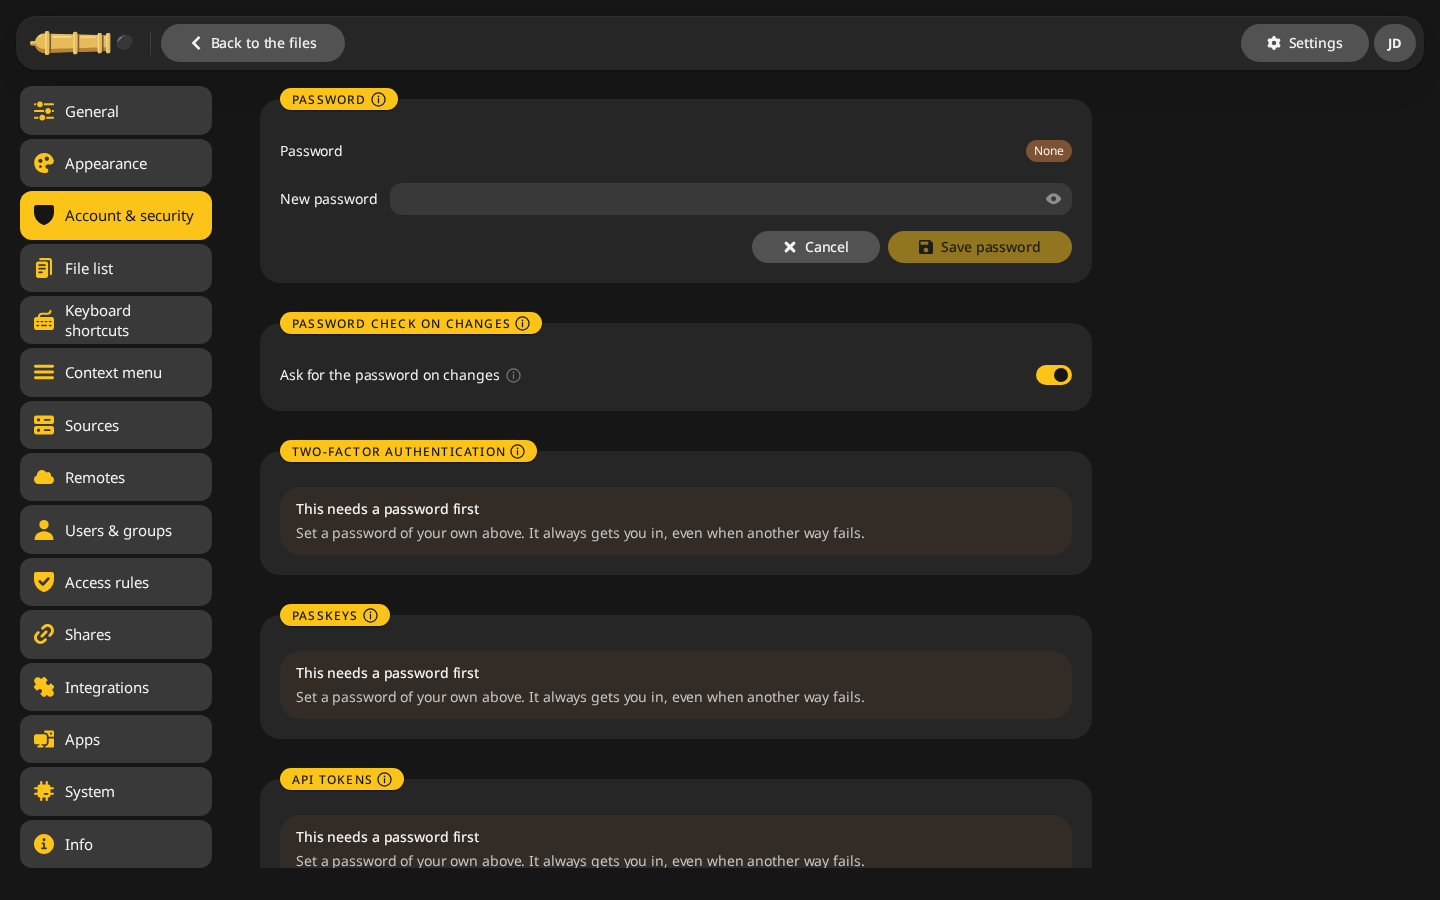 Back to the files
Settings
JD
General
Appearance
Account & security
File list
Keyboard
shortcuts
Context menu
Sources
Remotes
Users & groups
Access rules
Shares
Integrations
Apps
System
Info
PASSWORD
Password
None
New password
Cancel
Save password
PASSWORD CHECK ON CHANGES
Ask for the password on changes
TWO-FACTOR AUTHENTICATION
This needs a password first
Set a password of your own above. It always gets you in, even when another way fails.
PASSKEYS
This needs a password first
Set a password of your own above. It always gets you in, even when another way fails.
API TOKENS
This needs a password first
Set a password of your own above. It always gets you in, even when another way fails.